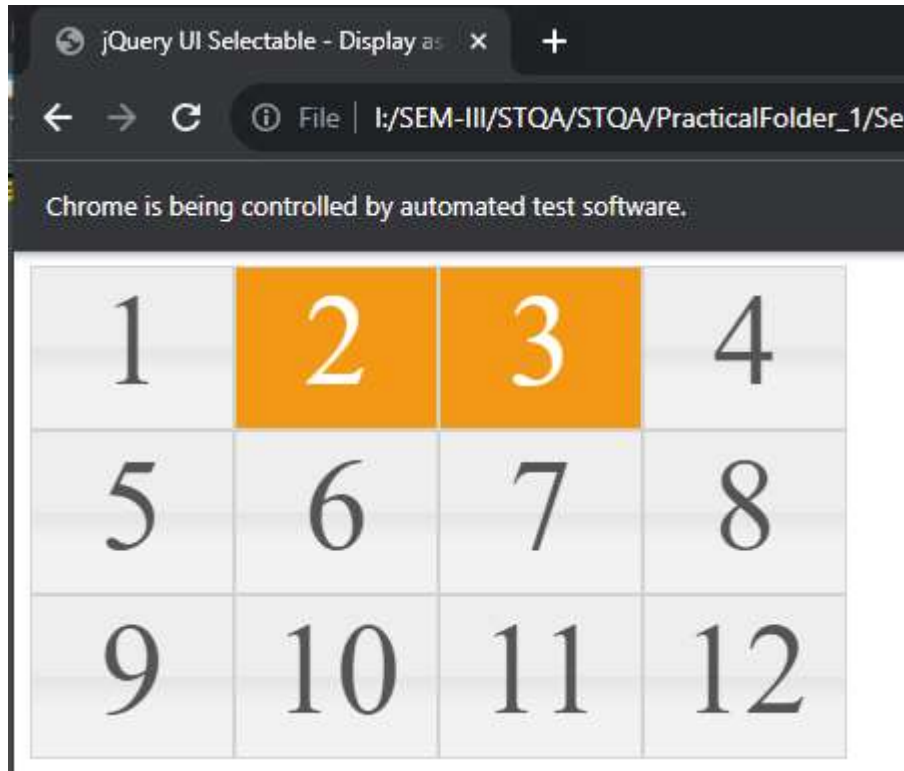 jQuery UI Selectable - Display as
File | I:/SEM-III/STQA/STQA/PracticalFolder_1/Se
Chrome is being controlled by automated test software.
1 2 3 4
5 6 7 8
9 10 11 12